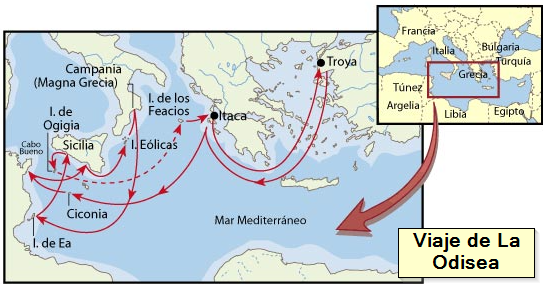 Campania
(Magna Grecia)
I. de los
Feacios
Troya
Itaca
I. de
Ogigia
Cabo
Bueno
Sicilia
I. Eólicas
Ciconia
I. de Ea
Mar Mediterráneo
Francia
Italia
Bulgaria
Grecia
Turquía
Túnez
Argelia
Libia
Egipto
Viaje de La
Odisea